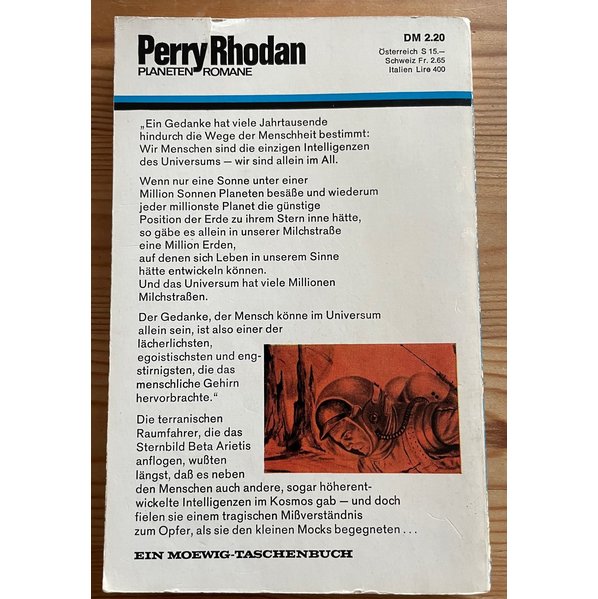 Perry Rhodan
PLANETEN ROMANE
DM 2.20
Österreich S 15.—
Schweiz Fr. 2.65
Italien Lire 400
„Ein Gedanke hat viele Jahrtausende
hindurch die Wege der Menschheit bestimmt:
Wir Menschen sind die einzigen Intelligenzen
des Universums — wir sind allein im All.
Wenn nur eine Sonne unter einer
Million Sonnen Planeten besäße und wiederum
jeder millionste Planet die günstige
Position der Erde zu ihrem Stern inne hätte,
so gäbe es allein in unserer Milchstraße
eine Million Erden,
auf denen sich Leben in unserem Sinne
hätte entwickeln können.
Und das Universum hat viele Millionen
Milchstraßen.
Der Gedanke, der Mensch könne im Universum
allein sein, ist also einer der
lächerlichsten,
egoistischsten und eng-
stirnigsten, die das
menschliche Gehirn
hervorbrachte.“
Die terranischen
Raumfahrer, die das
Sternbild Beta Arietis
anflogen, wußten
längst, daß es neben
den Menschen auch andere, sogar höherent-
wickelte Intelligenzen im Kosmos gab — und doch
fielen sie einem tragischen Mißverständnis
zum Opfer, als sie den kleinen Mocks begegneten ...
EIN MOEWIG-TASCHENBUCH